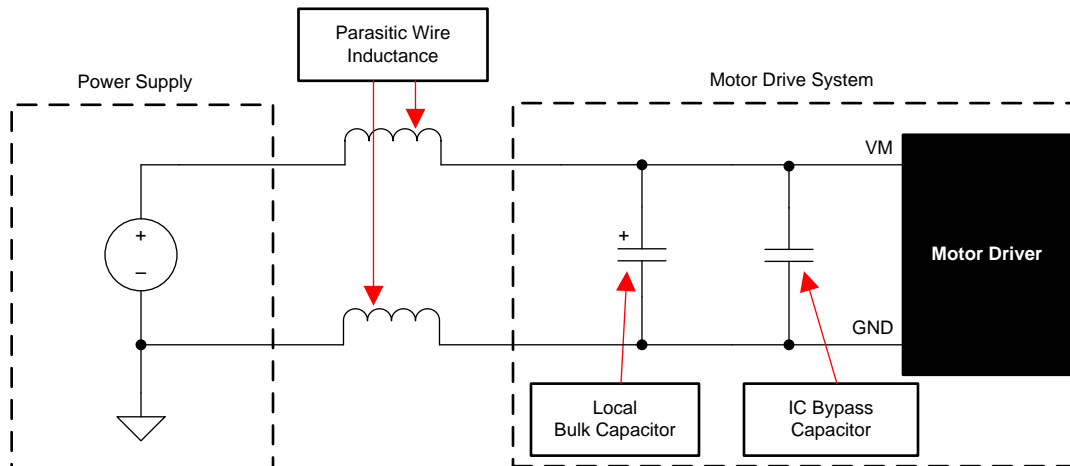 Parasitic Wire
Inductance
Power Supply
Motor Drive System
VM
+
–
+
Motor Driver
GND
Local
Bulk Capacitor
IC Bypass
Capacitor